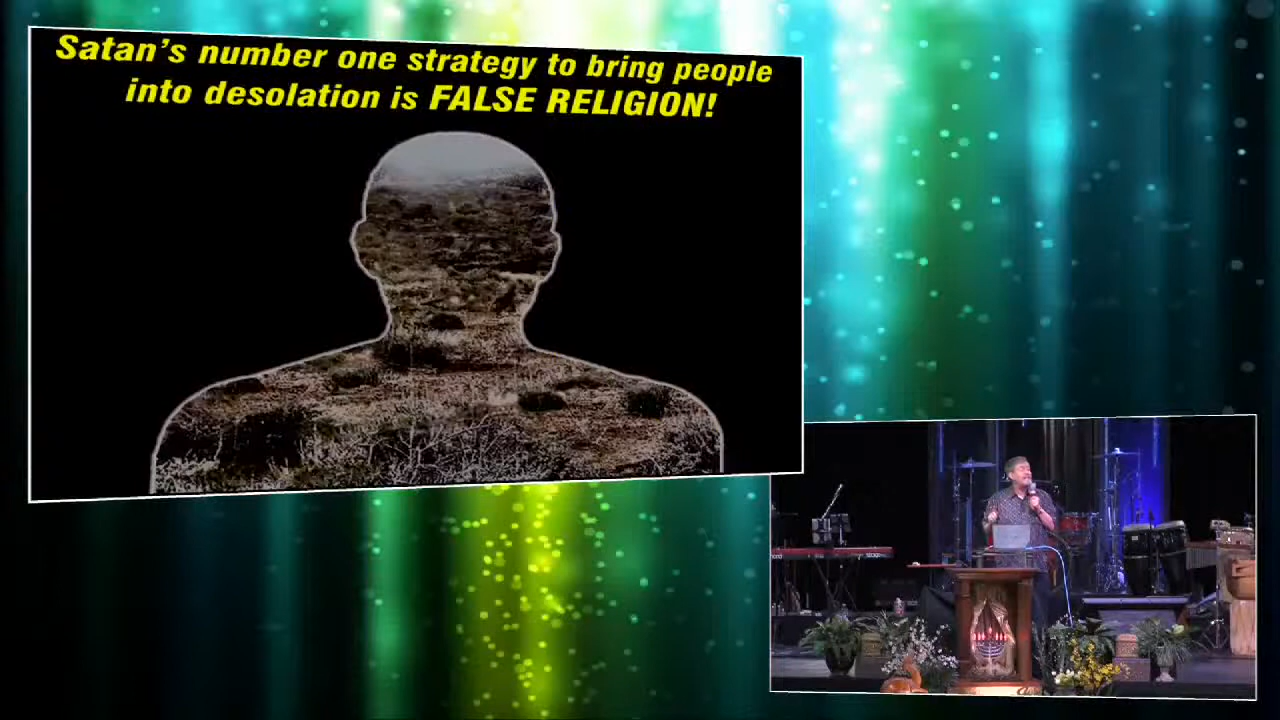 Satan's number one strategy to bring people
into desolation is FALSE RELIGION!